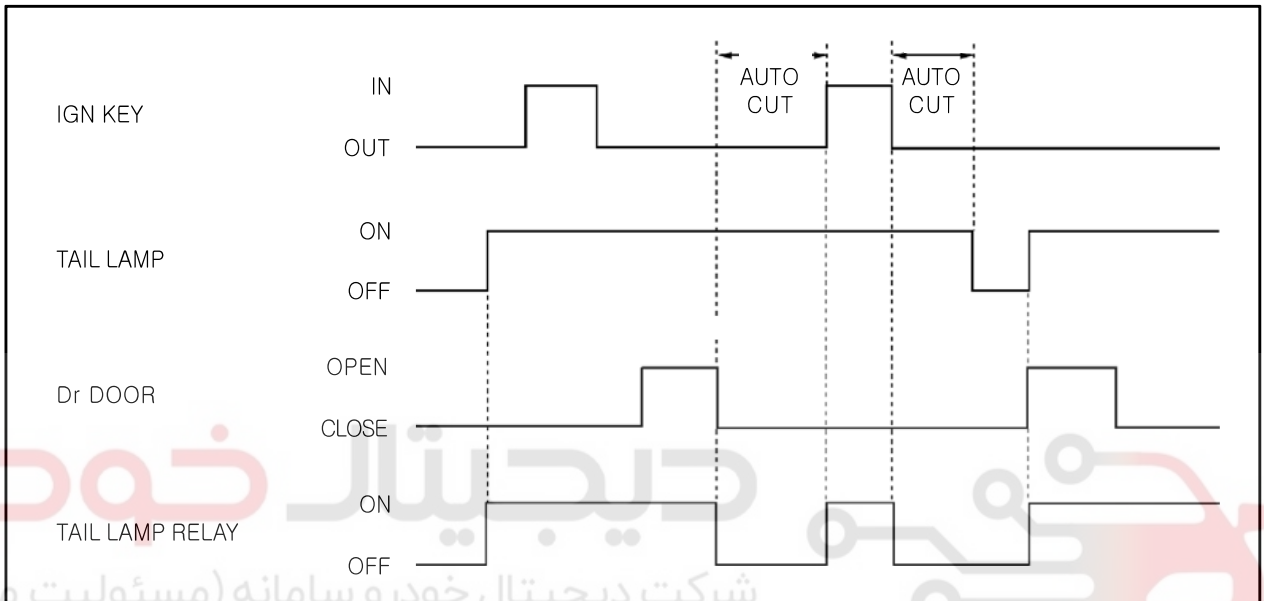 IGN KEY
IN
OUT
AUTO CUT
AUTO CUT
TAIL LAMP
ON
OFF
Dr DOOR
OPEN
CLOSE
TAIL LAMP RELAY
ON
OFF
دیجیتال خودرو
شرکت دیجیتال خودرو سامانه (مسئولیت